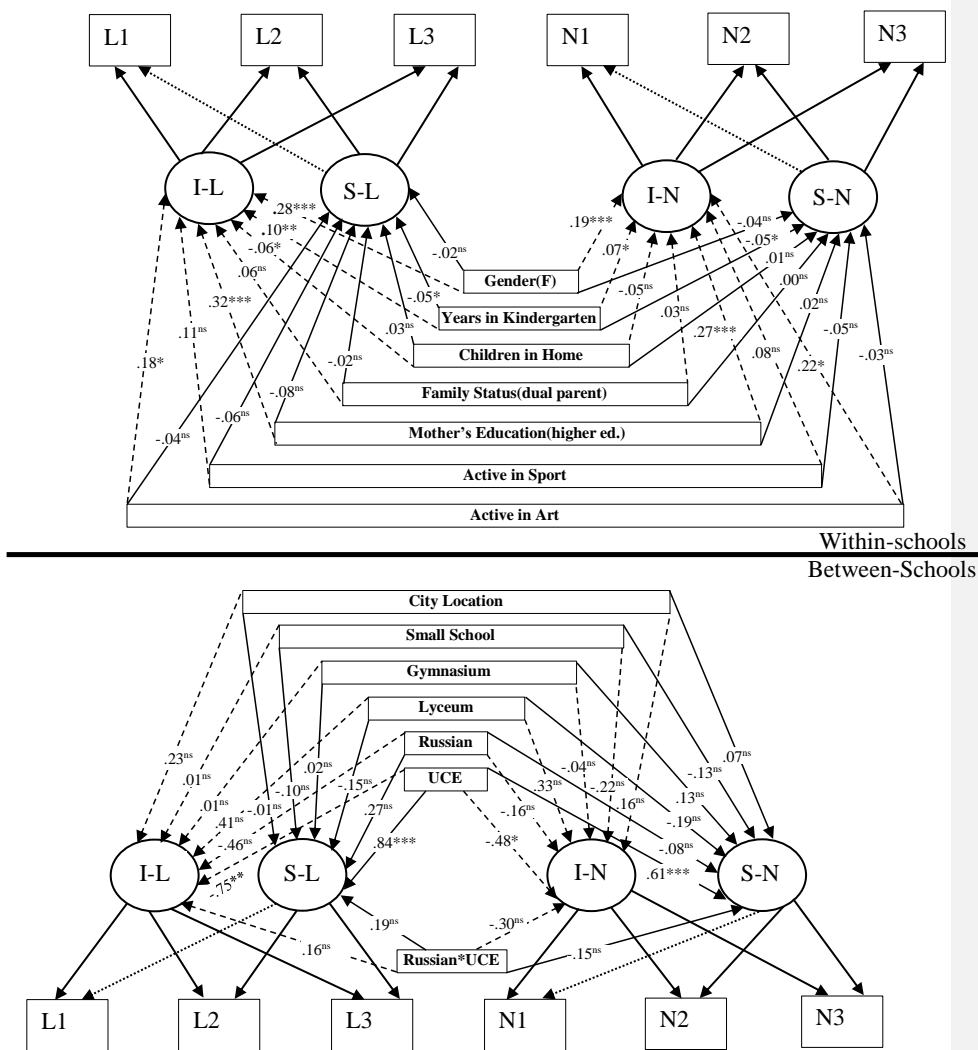 L1 L2 L3 N1 N2 N3
I-L S-L I-N S-N
.28*** .19*** -.04ns
.10** -.02ns .07* -.05*
-.06* Gender(F) .01ns
.06ns -.05* Years in Kindergarten -.05ns .00ns
.32*** .03ns Children in Home .03ns .02ns
.11ns -.02ns .27*** -.05ns
.18* -.08ns Family Status(dual parent) .08ns -.03ns
-.06ns Mother's Education(higher ed.) .22*
-.04ns Active in Sport
Active in Art
Within-schools
Between-Schools
City Location
Small School
Gymnasium
Lyceum
Russian
UCE
.23ns .02ns -.04ns .07ns
.01ns -.10ns -.15ns .33ns -.22ns -.13ns
.01ns -.01ns .27ns -.16ns .16ns .13ns
.41ns -.19ns
-.46ns .84*** -.48* -.08ns
-.75** .61***
I-L S-L I-N S-N
.19ns -.30ns
.16ns Russian*UCE -.15ns
L1 L2 L3 N1 N2 N3